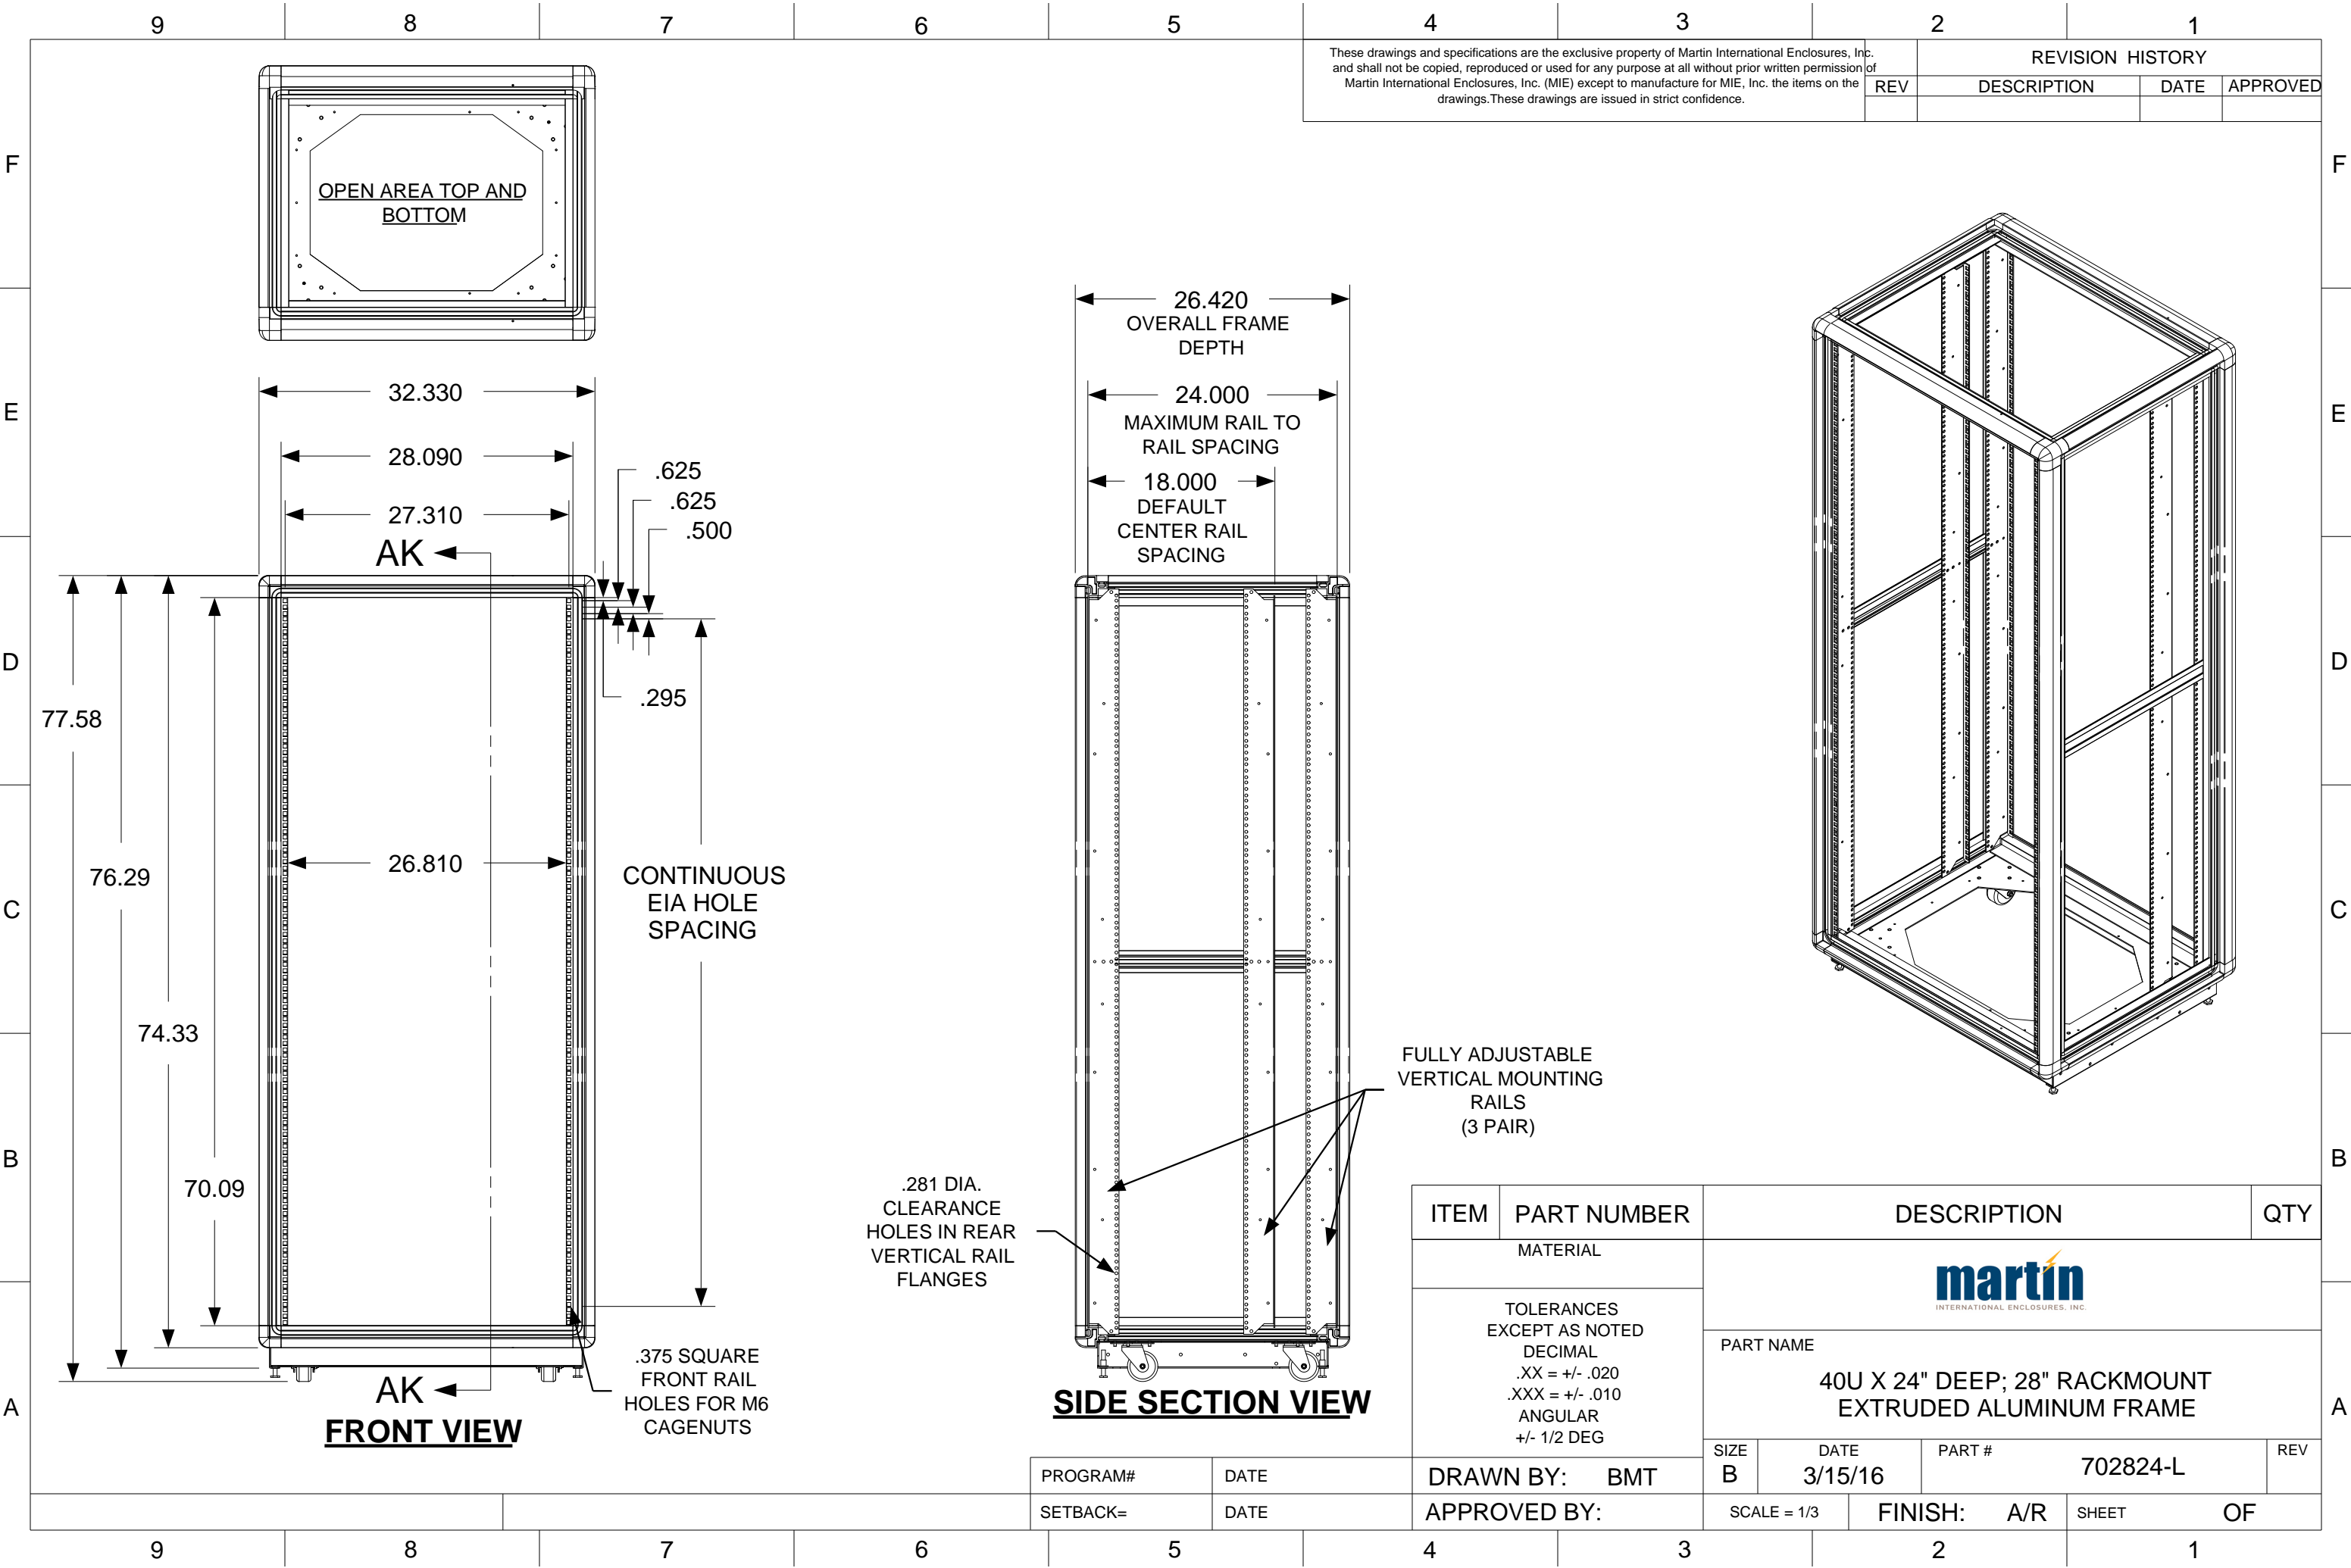 9 8 7 6 5 4 3 2 1
These drawings and specifications are the exclusive property of Martin International Enclosures, Inc.
and shall not be copied, reproduced or used for any purpose at all without prior written permission of
Martin International Enclosures, Inc. (MIE) except to manufacture for MIE, Inc. the items on the
drawings.These drawings are issued in strict confidence.
REVISION HISTORY
REV DESCRIPTION DATE APPROVED
F
F
OPEN AREA TOP AND
BOTTOM
E
E
32.330
28.090
27.310
AK
.625
.625
.500
.295
26.420
OVERALL FRAME
DEPTH
24.000
MAXIMUM RAIL TO
RAIL SPACING
18.000
DEFAULT
CENTER RAIL
SPACING
D
D
77.58
76.29
74.33
70.09
26.810
CONTINUOUS
EIA HOLE
SPACING
C
C
FULLY ADJUSTABLE
VERTICAL MOUNTING
RAILS
(3 PAIR)
B
B
.281 DIA.
CLEARANCE
HOLES IN REAR
VERTICAL RAIL
FLANGES
.375 SQUARE
FRONT RAIL
HOLES FOR M6
CAGENUTS
AK
FRONT VIEW
SIDE SECTION VIEW
A
A
ITEM PART NUMBER DESCRIPTION QTY
MATERIAL
martin
INTERNATIONAL ENCLOSURES, INC.
TOLERANCES
EXCEPT AS NOTED
DECIMAL
.XX = +/- .020
.XXX = +/- .010
ANGULAR
+/- 1/2 DEG
PART NAME
40U X 24" DEEP; 28" RACKMOUNT
EXTRUDED ALUMINUM FRAME
SIZE DATE PART # REV
B 3/15/16 702824-L
PROGRAM# DATE
DRAWN BY: BMT
SETBACK= DATE
APPROVED BY:
SCALE = 1/3 FINISH: A/R SHEET OF
9 8 7 6 5 4 3 2 1